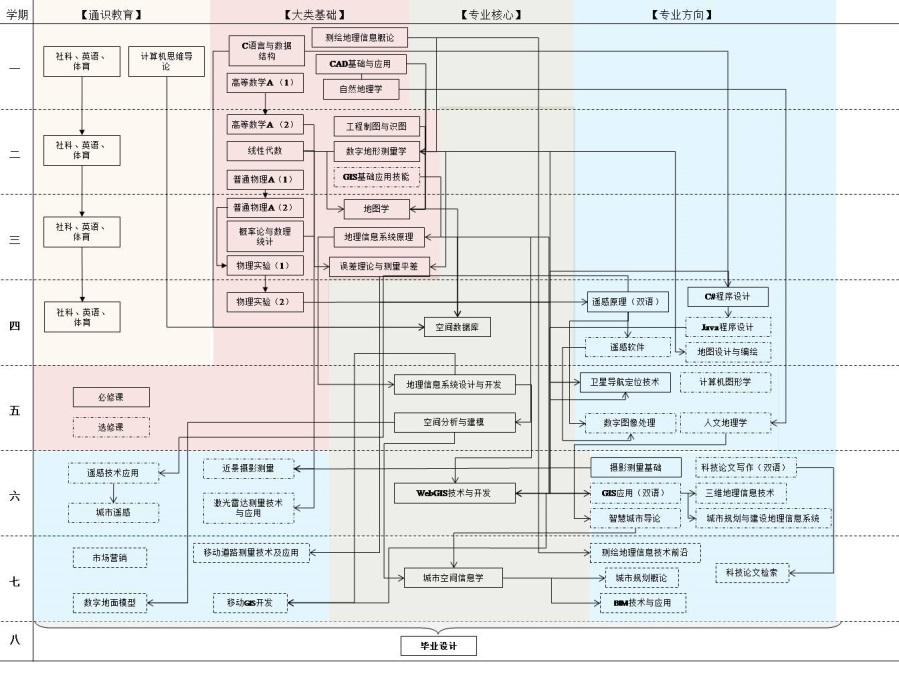 学期 【通识教育】 【大类基础】 【专业核心】 【专业方向】
一
社科、英语、
体育
计算机思维导
论
C语言与数据
结构
测绘地理信息概论
CAD基础与应用
高等数学A（1）
自然地理学
二
社科、英语、
体育
高等数学A（2）
工程制图与识图
线性代数
数字地形测量学
普通物理A（1）
GIS基础应用技能
三
社科、英语、
体育
普通物理A（2）
地图学
概率论与数理
统计
地理信息系统原理
物理实验（1）
误差理论与测量平差
四
社科、英语、
体育
物理实验（2）
空间数据库
遥感原理（双语）
C#程序设计
Java程序设计
遥感软件
地图设计与编绘
五
必修课
选修课
地理信息系统设计与开发
空间分析与建模
卫星导航定位技术
计算机图形学
数字图像处理
人文地理学
六
遥感技术应用
近景摄影测量
城市遥感
激光雷达测量技术
与应用
WebGIS技术与开发
摄影测量基础
科技论文写作（双语）
GIS应用（双语）
三维地理信息技术
智慧城市导论
城市规划与建设地理信息系统
七
市场营销
移动道路测量技术及应用
数字地面模型
移动GIS开发
城市空间信息学
测绘地理信息技术前沿
城市规划概论
科技论文检索
BIM技术与应用
八
毕业设计